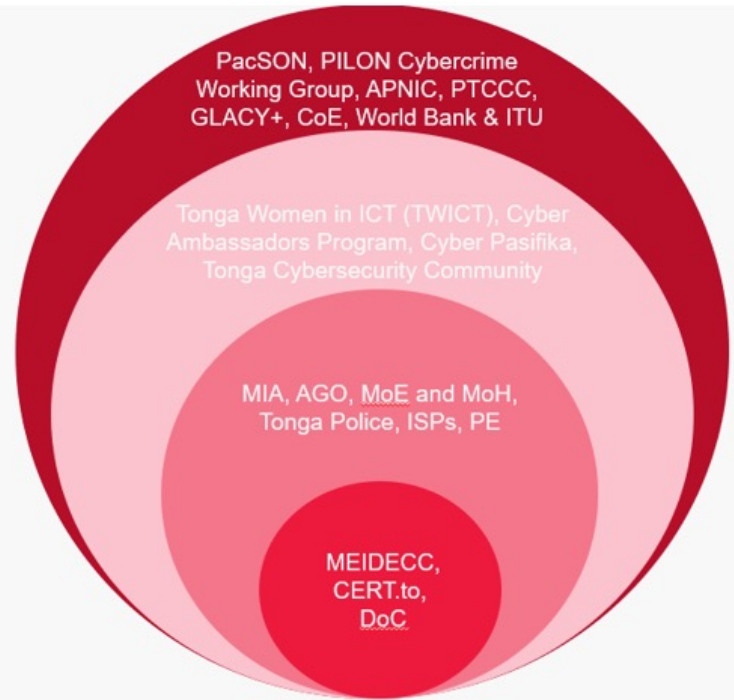 PacSON, PILON Cybercrime
Working Group, APNIC, PTCCC,
GLACY+, CoE, World Bank & ITU
Tonga Women in ICT (TWICT), Cyber
Ambassadors Program, Cyber Pasifika,
Tonga Cybersecurity Community
MIA, AGO, MoE and MoH,
Tonga Police, ISPs, PE
MEIDECC,
CERT.to,
DoC